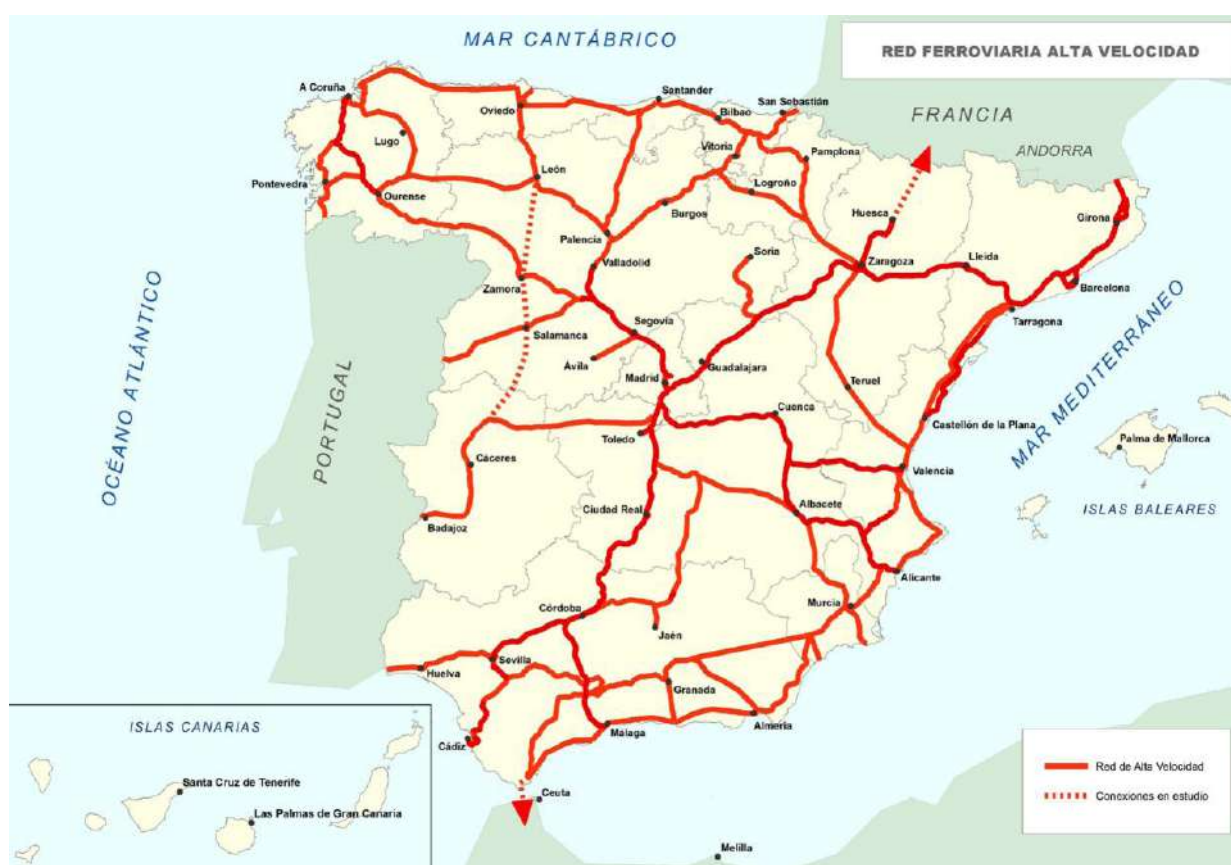 MAR CANTÁBRICO
RED FERROVIARIA ALTA VELOCIDAD
A Coruña
Santander
San Sebastián
Oviedo
Bilbao
FRANCIA
Lugo
Vitoria
Pamplona
ANDORRA
León
Pontevedra
Logroño
Ourense
Huesca
Girona
Burgos
Palencia
Soria
Valladolid
Zaragoza
Lleida
Zamora
Barcelona
Tarragona
Segovia
Salamanca
Ávila
Guadalajara
Madrid
Teruel
OCÉANO ATLÁNTICO
PORTUGAL
MAR MEDITERRÁNEO
Cuenca
Castellón de la Plana
Toledo
Palma de Mallorca
Cáceres
Valencia
Albacete
ISLAS BALEARES
Ciudad Real
Badajoz
Alicante
Córdoba
Murcia
Jaén
Sevilla
Huelva
Granada
Almería
Málaga
Cádiz
ISLAS CANARIAS
Red de Alta Velocidad
Santa Cruz de Tenerife
Ceuta
Conexiones en estudio
Las Palmas de Gran Canaria
Melilla